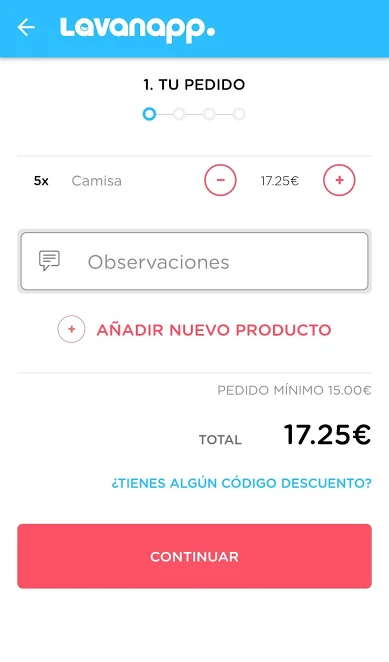 Lavanapp.
1. TU PEDIDO
5x Camisa − 17.25€ +
Observaciones
+ AÑADIR NUEVO PRODUCTO
PEDIDO MÍNIMO 15.00€
TOTAL 17.25€
¿TIENES ALGÚN CÓDIGO DESCUENTO?
CONTINUAR